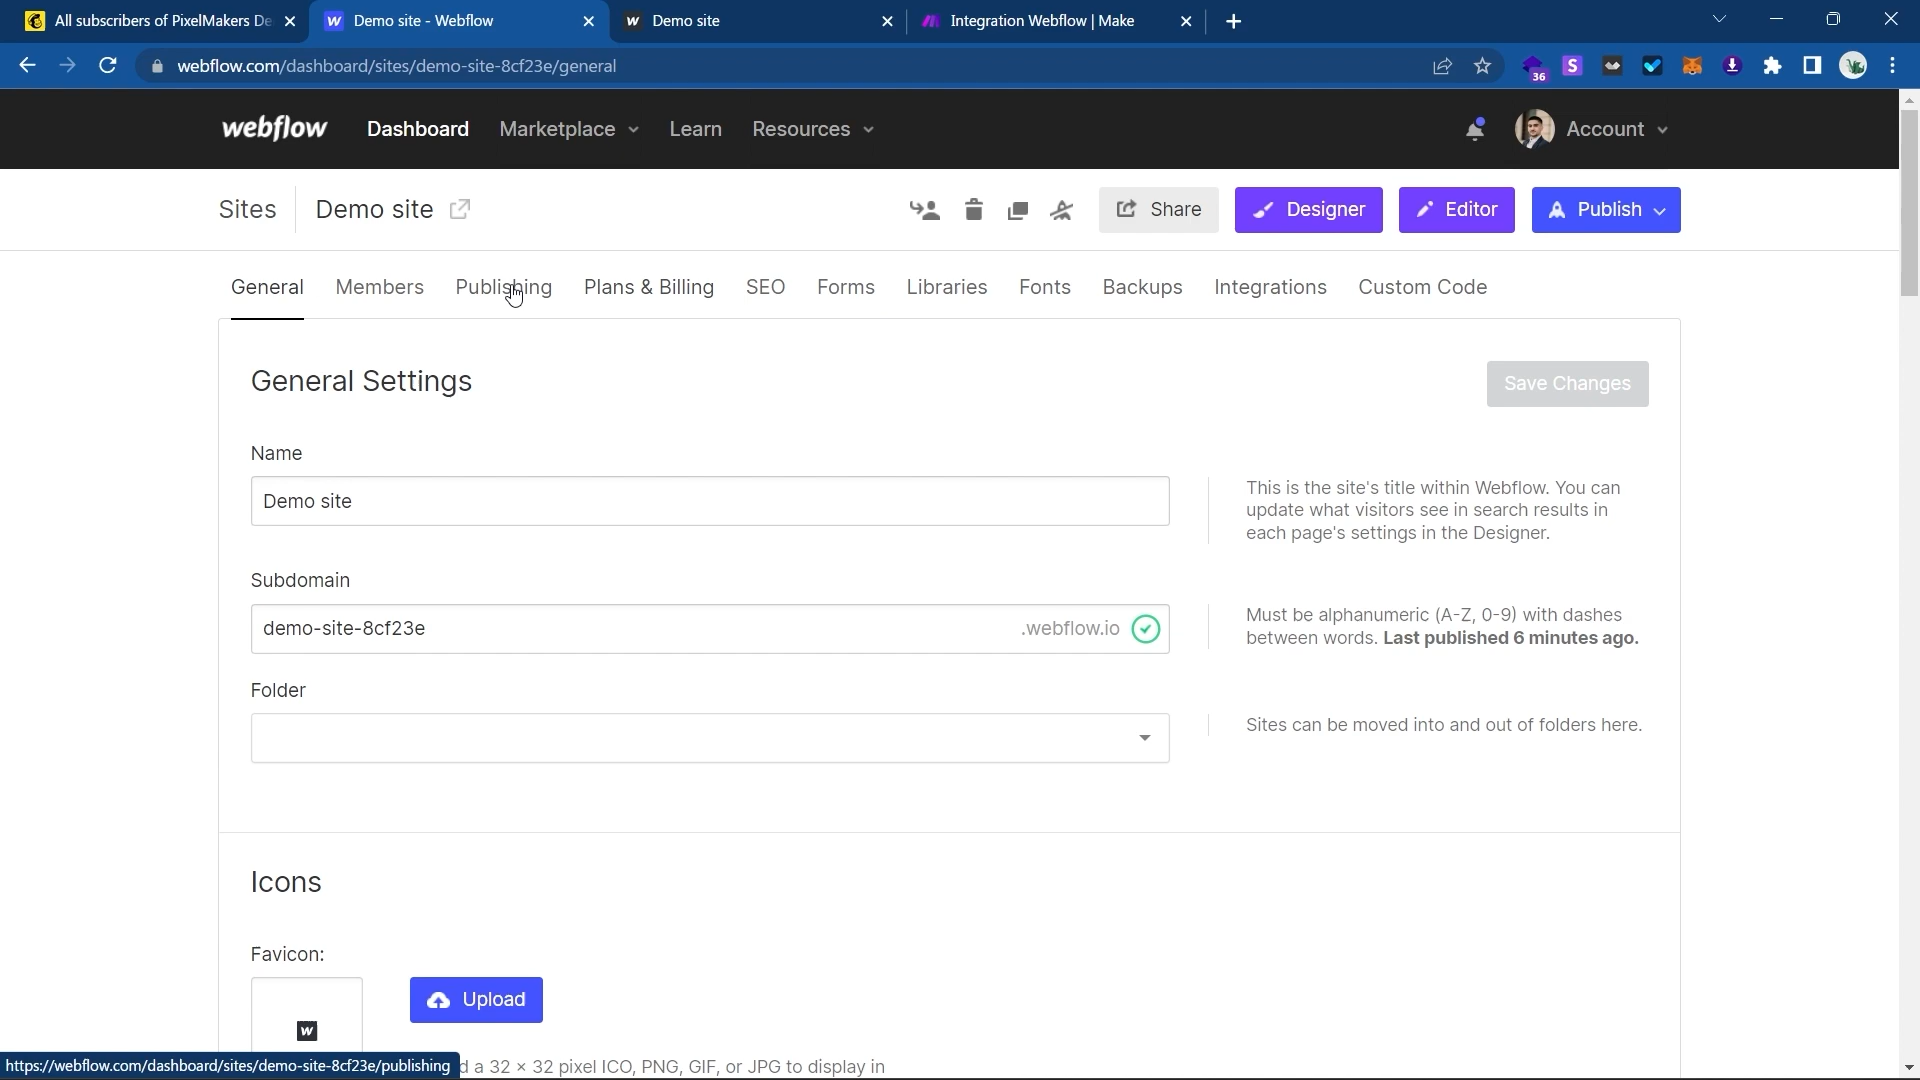 All subscribers of PixelMakers De
Demo site - Webflow
Demo site
Integration Webflow | Make
webflow.com/dashboard/sites/demo-site-8cf23e/general
36
S
webflow
Dashboard
Marketplace
Learn
Resources
Account
Sites
Demo site
Share
Designer
Editor
Publish
General
Members
Publishing
Plans & Billing
SEO
Forms
Libraries
Fonts
Backups
Integrations
Custom Code
General Settings
Save Changes
Name
Demo site
This is the site's title within Webflow. You can
update what visitors see in search results in
each page's settings in the Designer.
Subdomain
demo-site-8cf23e
.webflow.io
Must be alphanumeric (A-Z, 0-9) with dashes
between words. Last published 6 minutes ago.
Folder
Sites can be moved into and out of folders here.
Icons
Favicon:
Upload
W
https://webflow.com/dashboard/sites/demo-site-8cf23e/publishing
d a 32 × 32 pixel ICO, PNG, GIF, or JPG to display in